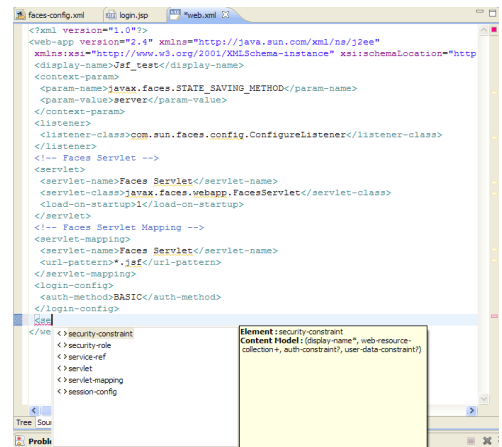 faces-config.xml login.jsp *web.xml
<?xml version="1.0"?>
<web-app version="2.4" xmlns="http://java.sun.com/xml/ns/j2ee"
xmlns:xsi="http://www.w3.org/2001/XMLSchema-instance" xsi:schemaLocation="http
<display-name>Jsf_test</display-name>
<context-param>
<param-name>javax.faces.STATE_SAVING_METHOD</param-name>
<param-value>server</param-value>
</context-param>
<listener>
<listener-class>com.sun.faces.config.ConfigureListener</listener-class>
</listener>
<!-- Faces Servlet -->
<servlet>
<servlet-name>Faces Servlet</servlet-name>
<servlet-class>javax.faces.webapp.FacesServlet</servlet-class>
<load-on-startup>1</load-on-startup>
</servlet>
<!-- Faces Servlet Mapping -->
<servlet-mapping>
<servlet-name>Faces Servlet</servlet-name>
<url-pattern>*.jsf</url-pattern>
</servlet-mapping>
<login-config>
<auth-method>BASIC</auth-method>
</login-config>
<se
</we
< > security-constraint
< > security-role
< > service-ref
< > servlet
< > servlet-mapping
< > session-config
Element : security-constraint
Content Model : (display-name*, web-resource-
collection+, auth-constraint?, user-data-constraint?)
Tree Sour
Proble